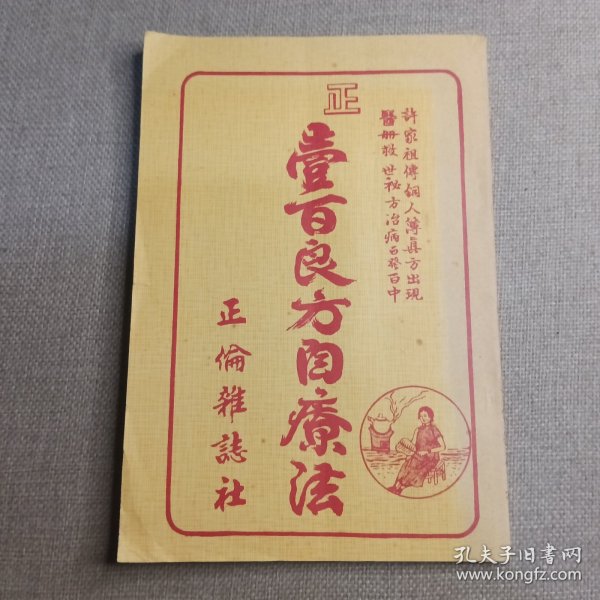 許家祖傳銅人簿真方出現
醫冊救世祕方治病百發百中
正
壹百良方自療法
正倫雜誌社
孔夫子旧书网
www.kongfz.com